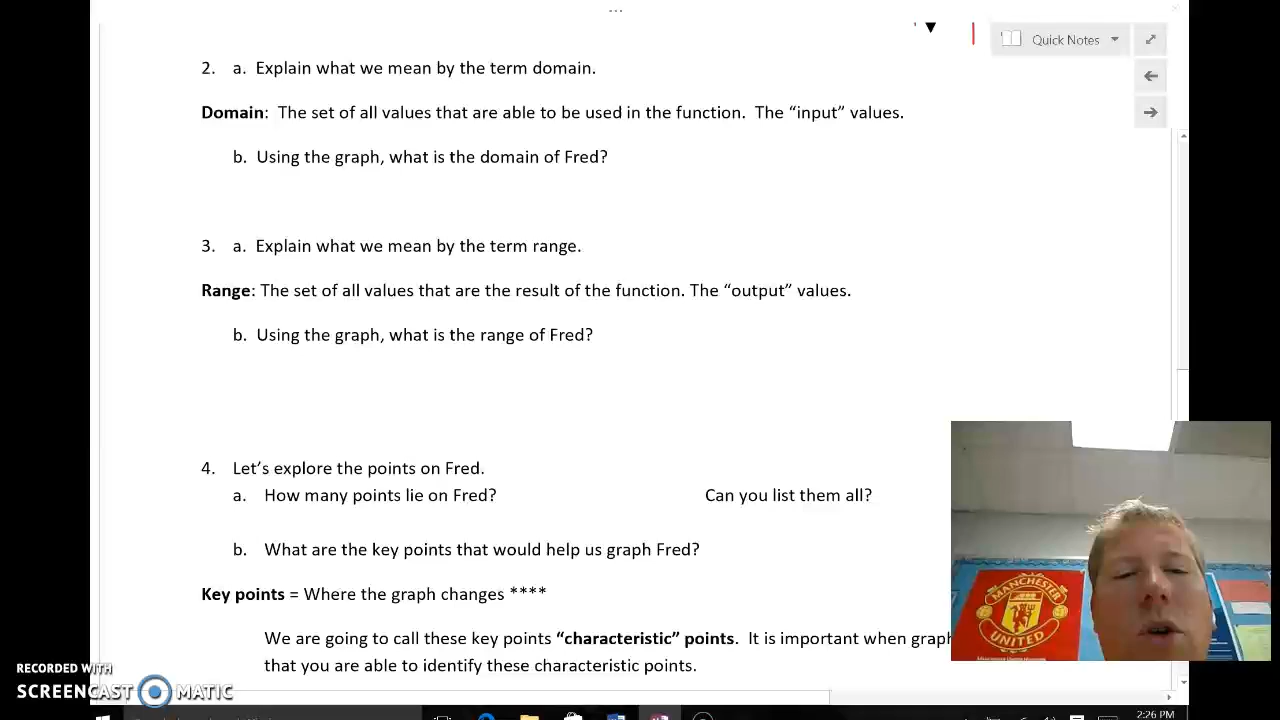 ...
Quick Notes
2. a. Explain what we mean by the term domain.
Domain: The set of all values that are able to be used in the function. The “input” values.
b. Using the graph, what is the domain of Fred?
3. a. Explain what we mean by the term range.
Range: The set of all values that are the result of the function. The “output” values.
b. Using the graph, what is the range of Fred?
4. Let’s explore the points on Fred.
a. How many points lie on Fred? Can you list them all?
b. What are the key points that would help us graph Fred?
Key points = Where the graph changes ****
We are going to call these key points “characteristic” points. It is important when graph
that you are able to identify these characteristic points.
MANCHESTER
UNITED
RECORDED WITH
SCREENCAST MATIC
2:26 PM